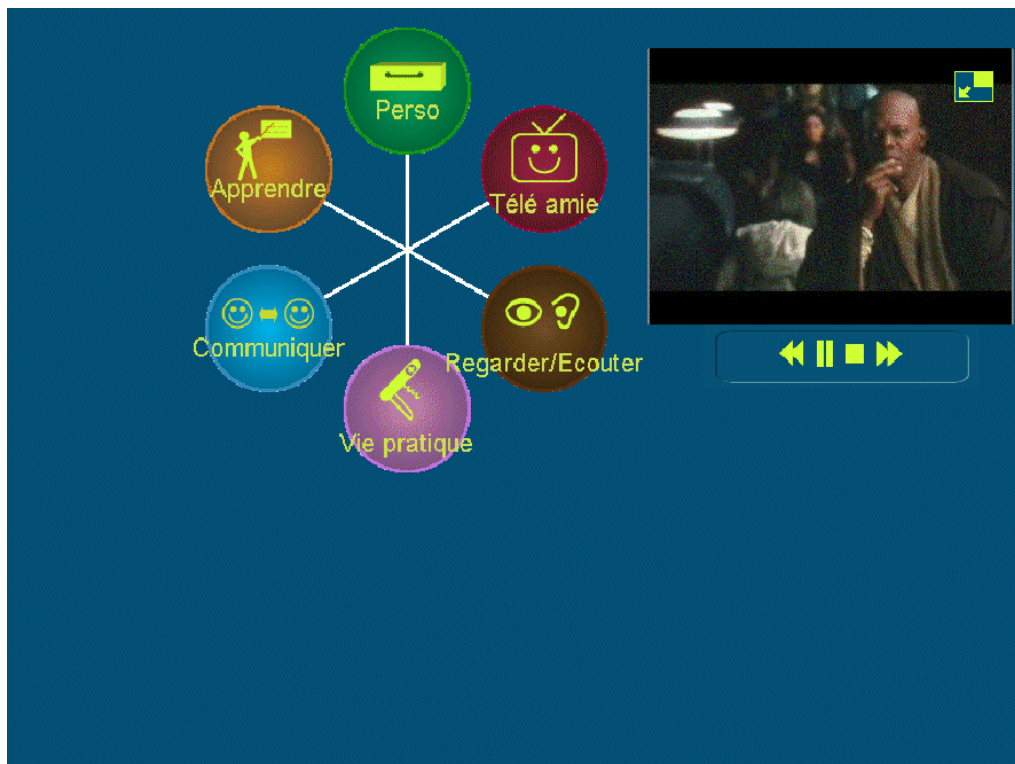 Perso
Apprendre
Télé amie
Communiquer
Regarder/Ecouter
Vie pratique